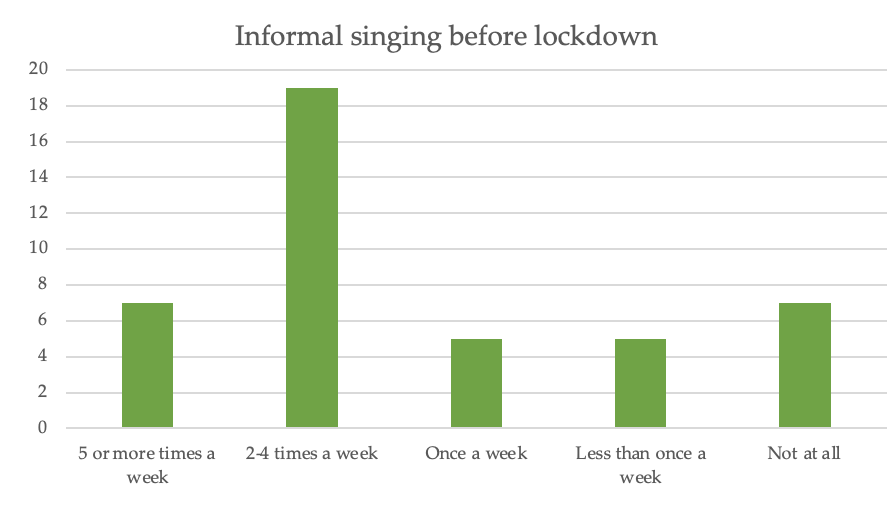 Informal singing before lockdown
20
18
16
14
12
10
8
6
4
2
0
5 or more times a
week
2-4 times a week
Once a week
Less than once a
week
Not at all